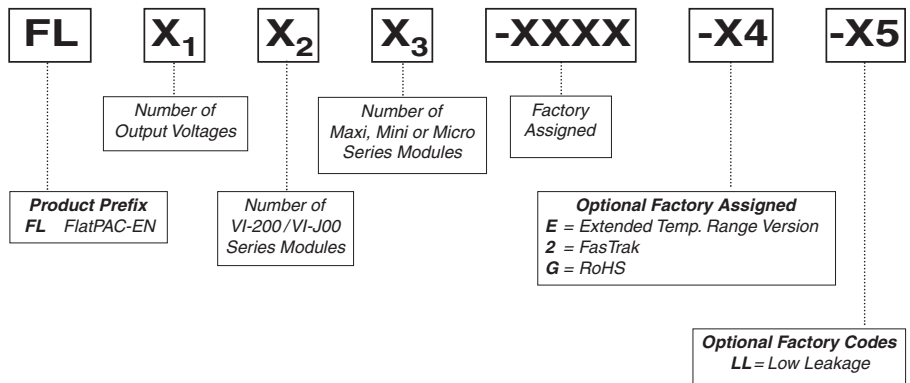 FL X₁ X₂ X₃ -XXXX -X4 -X5
Number of
Output Voltages
Number of
Maxi, Mini or Micro
Series Modules
Factory
Assigned
Product Prefix
FL FlatPAC-EN
Number of
VI-200/VI-J00
Series Modules
Optional Factory Assigned
E = Extended Temp. Range Version
2 = FasTrak
G = RoHS
Optional Factory Codes
LL = Low Leakage